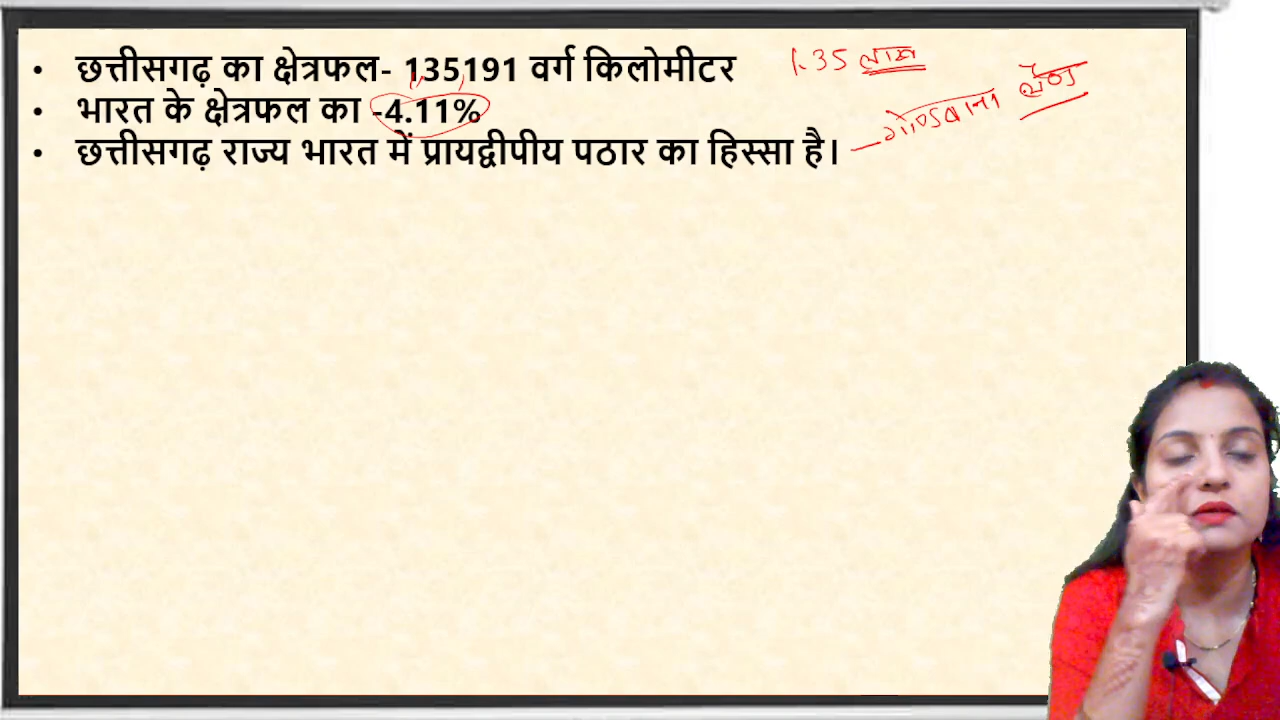 • छत्तीसगढ़ का क्षेत्रफल- 135191 वर्ग किलोमीटर 1.35 लाख
• भारत के क्षेत्रफल का -4.11%
• छत्तीसगढ़ राज्य भारत में प्रायद्वीपीय पठार का हिस्सा है। - गोण्डवाना